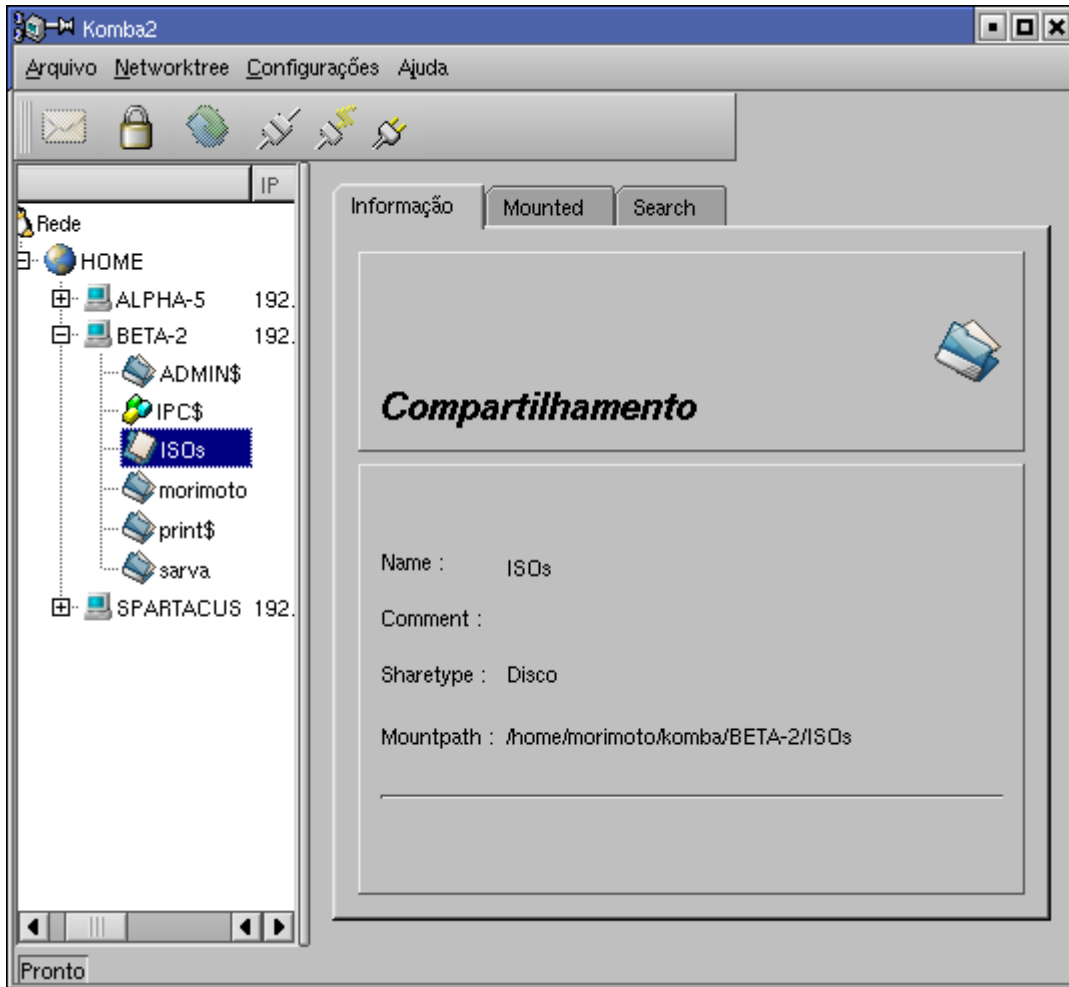 Komba2
Arquivo Networktree Configurações Ajuda
IP
Rede
HOME
ALPHA-5 192.
BETA-2 192.
ADMIN$
IPC$
ISOs
morimoto
print$
sarva
SPARTACUS 192.
Informação Mounted Search
Compartilhamento
Name : ISOs
Comment :
Sharetype : Disco
Mountpath : /home/morimoto/komba/BETA-2/ISOs
Pronto